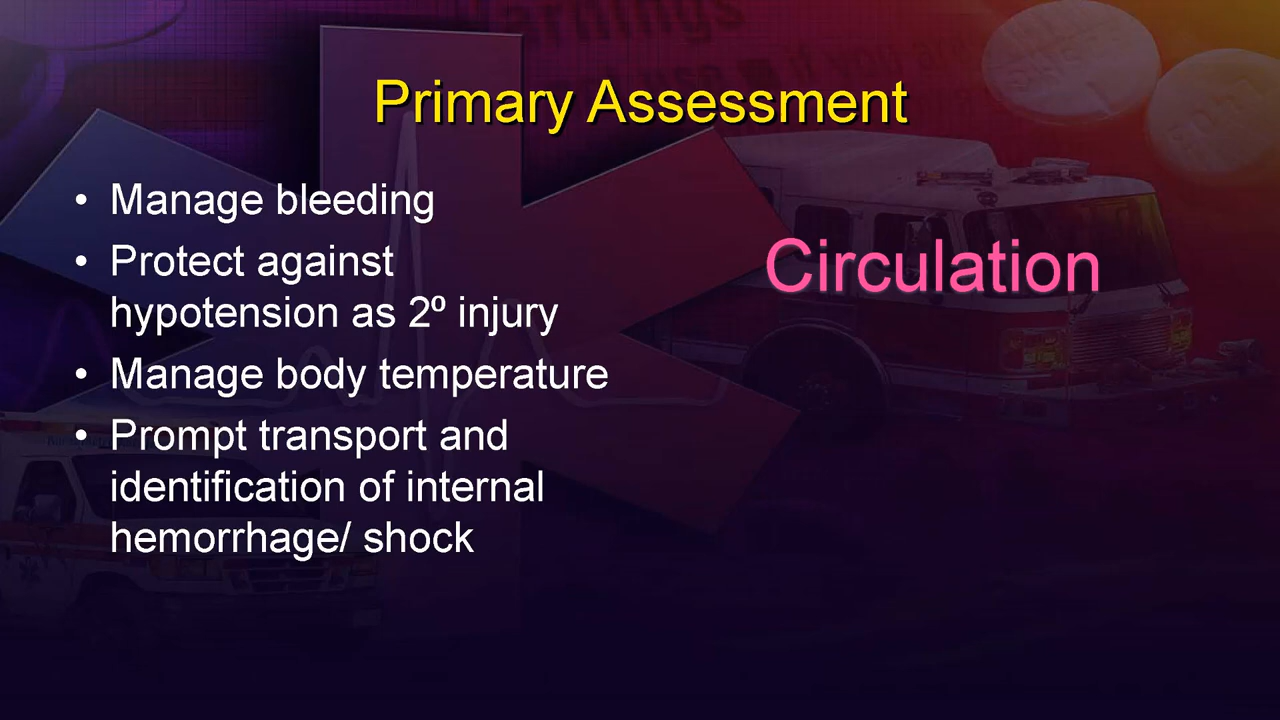 Primary Assessment
• Manage bleeding
• Protect against
hypotension as 2º injury
• Manage body temperature
• Prompt transport and
identification of internal
hemorrhage/ shock
Circulation